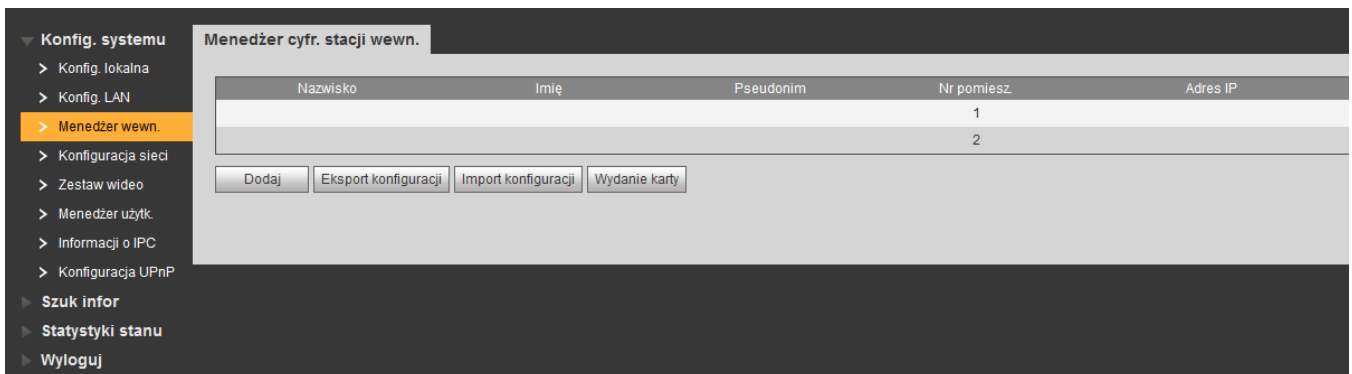 Konfig. systemu
Konfig. lokalna
Konfig. LAN
Menedżer wewn.
Konfiguracja sieci
Zestaw wideo
Menedżer użytk.
Informacji o IPC
Konfiguracja UPnP
Szuk infor
Statystyki stanu
Wyloguj
Menedżer cyfr. stacji wewn.
Nazwisko Imię Pseudonim Nr pomiesz. Adres IP
1
2
Dodaj Eksport konfiguracji Import konfiguracji Wydanie karty